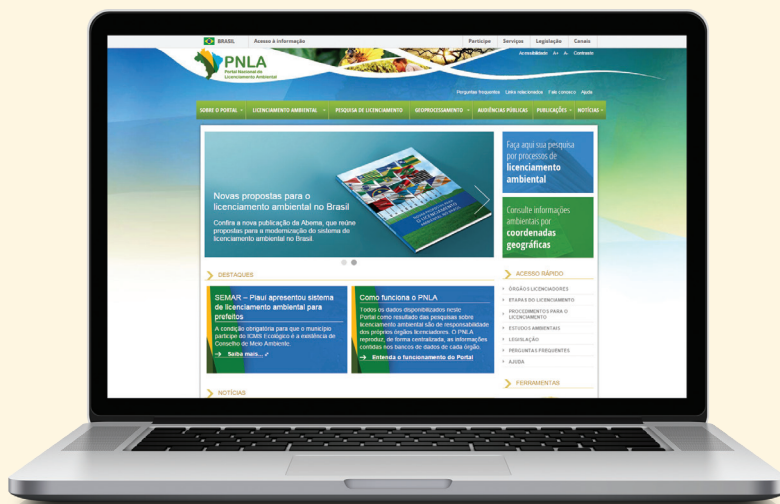 BRASIL Acesso à informação Participe Serviços Legislação Canais
Acessibilidade A+ A- Contraste
PNLA
Portal Nacional de
Licenciamento Ambiental
Perguntas frequentes Links relacionados Fale conosco Ajuda
SOBRE O PORTAL LICENCIAMENTO AMBIENTAL PESQUISA DE LICENCIAMENTO GEOPROCESSAMENTO AUDIÊNCIAS PÚBLICAS PUBLICAÇÕES NOTÍCIAS
Novas propostas para o
licenciamento ambiental no Brasil
Confira a nova publicação da Abema, que reúne
propostas para a modernização do sistema de
licenciamento ambiental no Brasil.
Faça aqui sua pesquisa
por processos de
licenciamento
ambiental
Consulte informações
ambientais por
coordenadas
geográficas
DESTAQUES
SEMAR – Piauí apresentou sistema
de licenciamento ambiental para
prefeitos
A condição obrigatória para que o município
participe do ICMS Ecológico é a existência de
Conselho de Meio Ambiente.
→ Saiba mais...
Como funciona o PNLA
Todos os dados disponibilizados neste
Portal como resultado das pesquisas sobre
licenciamento ambiental são de responsabilidade
dos próprios órgãos licenciadores. O PNLA
reproduz, de forma centralizada, as informações
contidas nos bancos de dados de cada órgão.
→ Entenda o funcionamento do Portal
ACESSO RÁPIDO
ÓRGÃOS LICENCIADORES
ETAPAS DO LICENCIAMENTO
PROCEDIMENTOS PARA O
LICENCIAMENTO
ESTUDOS AMBIENTAIS
LEGISLAÇÃO
PERGUNTAS FREQUENTES
AJUDA
FERRAMENTAS
NOTÍCIAS